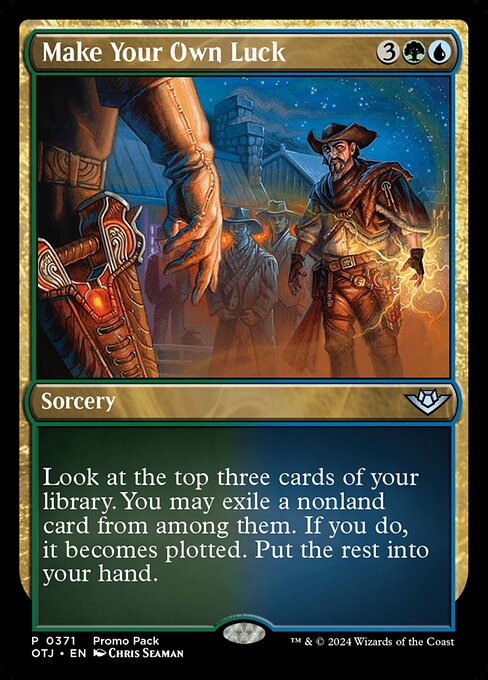 Make Your Own Luck 3
Sorcery
Look at the top three cards of your
library. You may exile a nonland
card from among them. If you do,
it becomes plotted. Put the rest into
your hand.
P 0371 Promo Pack
OTJ • EN Chris Seaman
™ & © 2024 Wizards of the Coast